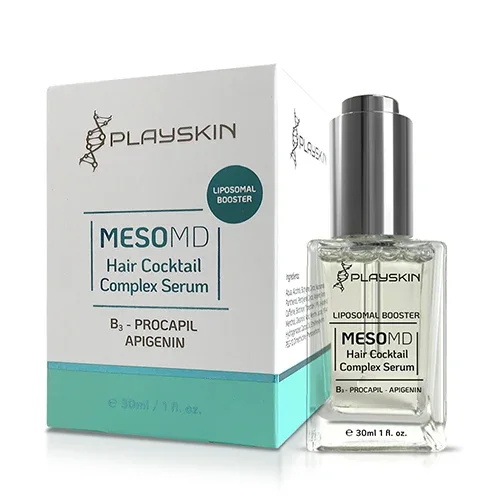 PLAYSKIN
LIPOSOMAL
BOOSTER
MESOMD
Hair Cocktail
Complex Serum
B₃ - PROCAPIL
APIGENIN
℮ 30ml / 1 fl. oz.
Ingredients:
PLAYSKIN
LIPOSOMAL BOOSTER
MESOMD
Hair Cocktail
Complex Serum
B₃ - PROCAPIL - APIGENIN
℮ 30ml 1 fl. oz.